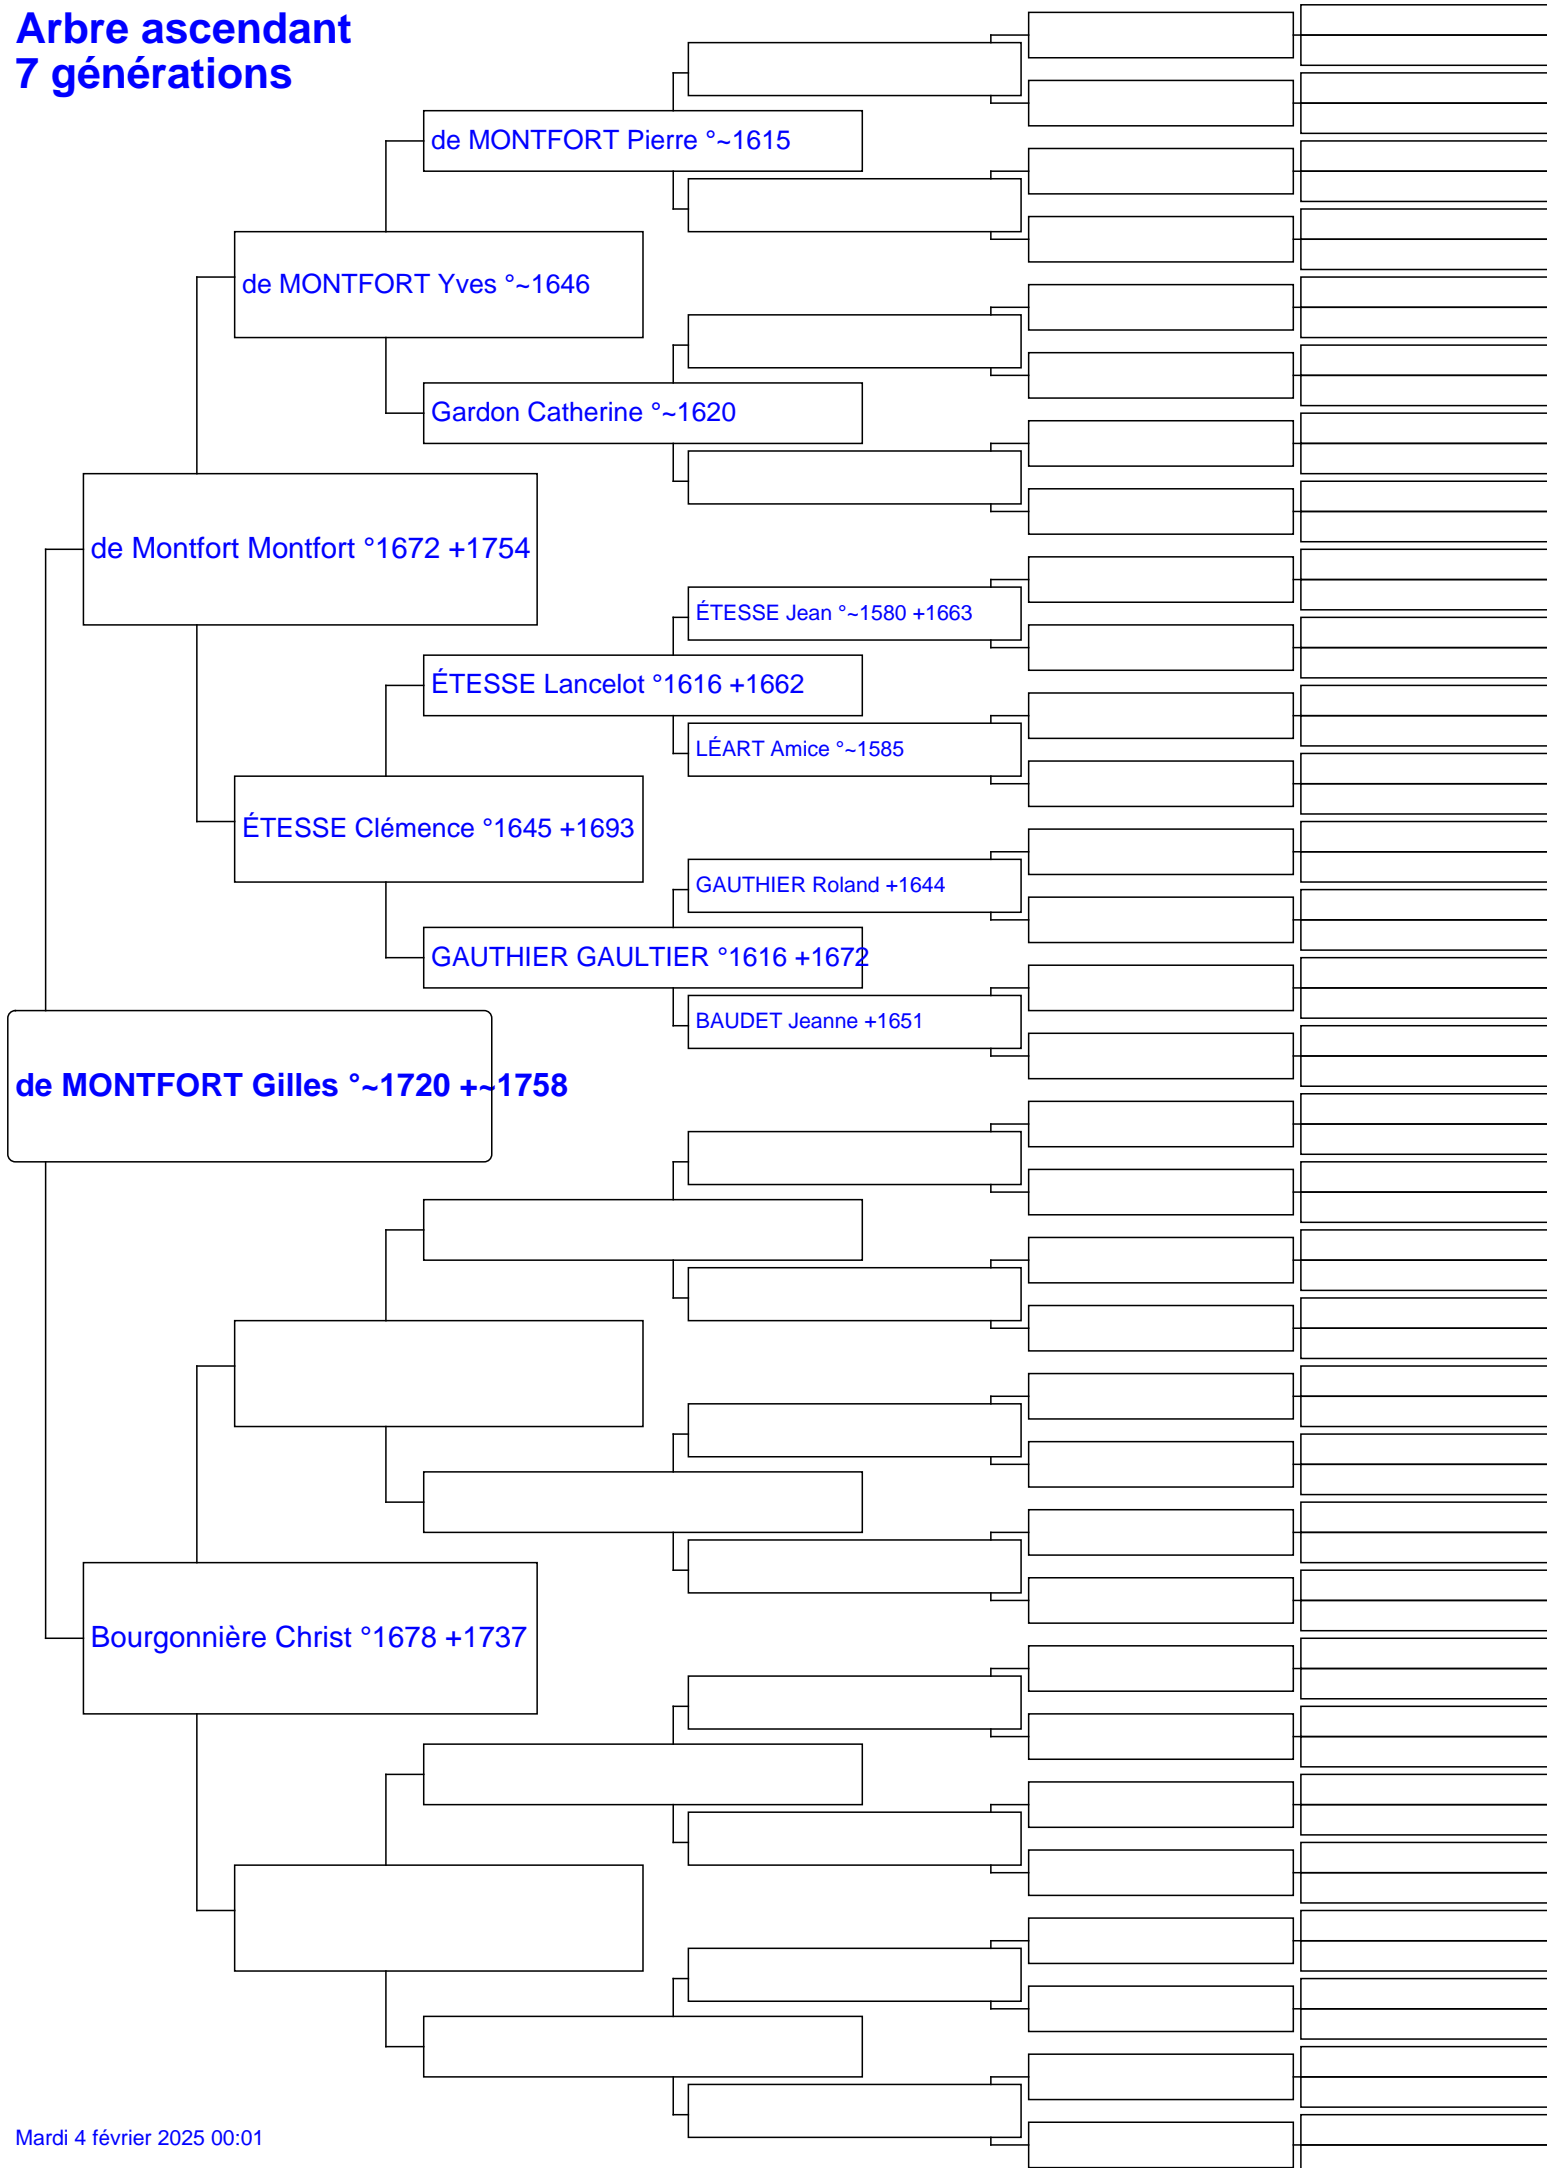 Arbre ascendant
7 générations
de MONTFORT Pierre °~1615
de MONTFORT Yves °~1646
Gardon Catherine °~1620
de Montfort Montfort °1672 +1754
ÉTESSE Jean °~1580 +1663
ÉTESSE Lancelot °1616 +1662
LÉART Amice °~1585
ÉTESSE Clémence °1645 +1693
GAUTHIER Roland +1644
GAUTHIER GAULTIER °1616 +1672
BAUDET Jeanne +1651
de MONTFORT Gilles °~1720 +~1758
Bourgonnière Christ °1678 +1737
Mardi 4 février 2025 00:01